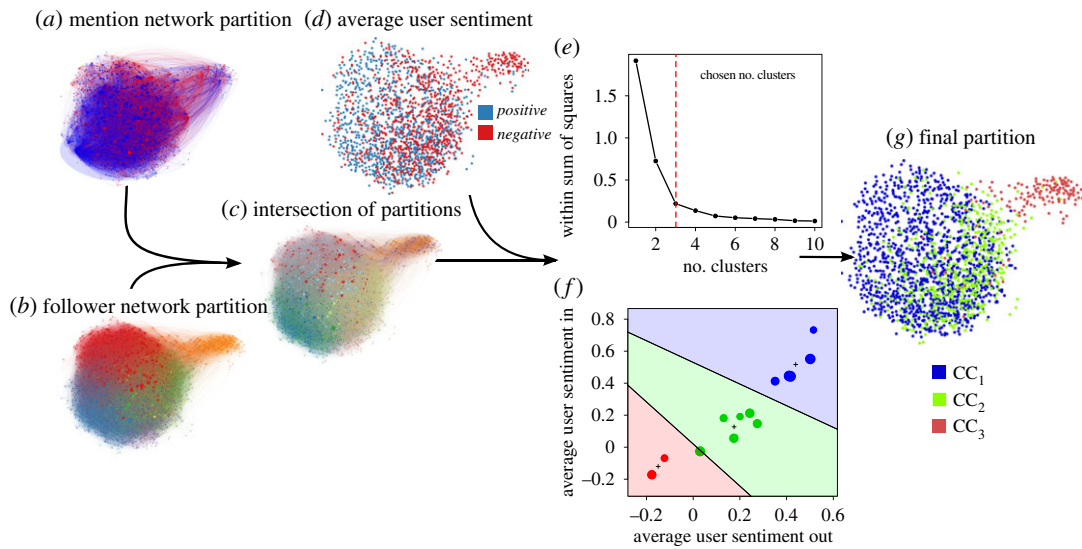 (a) mention network partition
(d) average user sentiment
positive
negative
(c) intersection of partitions
(b) follower network partition
(e)
chosen no. clusters
within sum of squares
1.5
1.0
0.5
0
2
4
6
8
10
no. clusters
(f)
average user sentiment in
0.8
0.6
0.4
0.2
0
−0.2
−0.2
0
0.2
0.4
0.6
average user sentiment out
(g) final partition
CC1
CC2
CC3